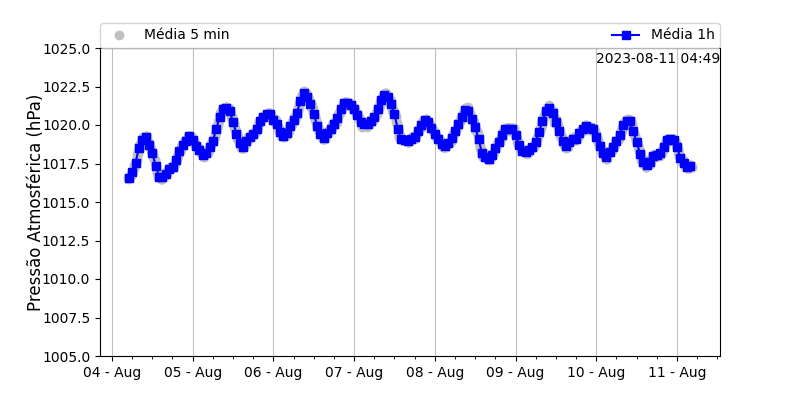 Média 5 min
Média 1h
2023-08-11 04:49
Pressão Atmosférica (hPa)
1025.0
1022.5
1020.0
1017.5
1015.0
1012.5
1010.0
1007.5
1005.0
04 - Aug
05 - Aug
06 - Aug
07 - Aug
08 - Aug
09 - Aug
10 - Aug
11 - Aug